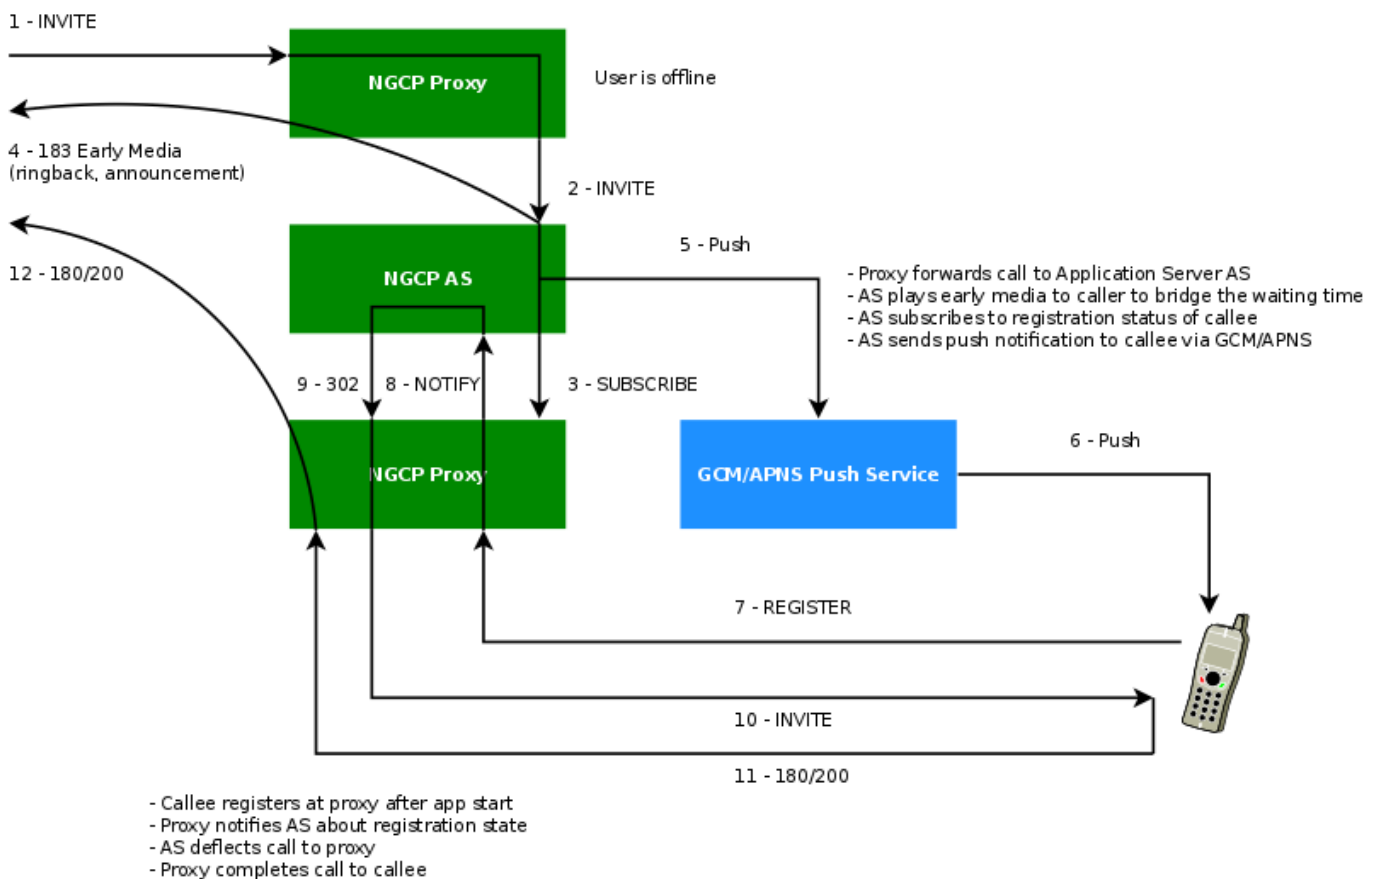 1 - INVITE
NGCP Proxy
User is offline
4 - 183 Early Media
(ringback, announcement)
2 - INVITE
12 - 180/200
NGCP AS
5 - Push
- Proxy forwards call to Application Server AS
- AS plays early media to caller to bridge the waiting time
- AS subscribes to registration status of callee
- AS sends push notification to callee via GCM/APNS
9 - 302
8 - NOTIFY
3 - SUBSCRIBE
NGCP Proxy
GCM/APNS Push Service
6 - Push
7 - REGISTER
10 - INVITE
11 - 180/200
- Callee registers at proxy after app start
- Proxy notifies AS about registration state
- AS deflects call to proxy
- Proxy completes call to callee